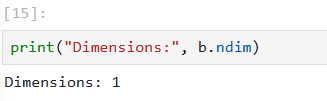 [15]:
print("Dimensions:", b.ndim)
Dimensions: 1